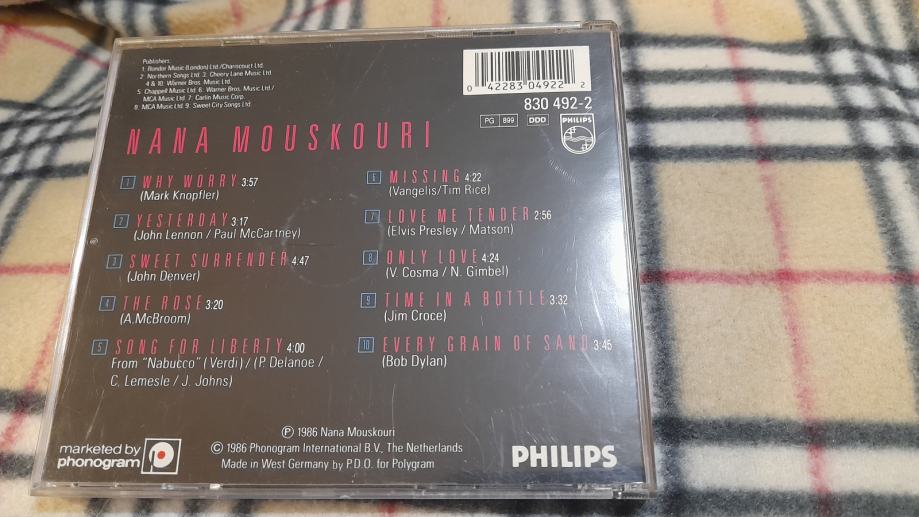 Publishers:
1: Rondor Music (London) Ltd./Charriscourt Ltd.
2: Northern Songs Ltd. 3: Cherry Lane Music Ltd.
4 & 10: Warner Bros. Music Ltd.
5: Chappell Music Ltd. 6: Warner Bros. Music Ltd./
MCA Music Ltd. 7: Carlin Music Corp.
8: MCA Music Ltd. 9: Sweet City Songs Ltd.
0 42283 04922 2
830 492-2
PG 899 DDD PHILIPS
NANA MOUSKOURI
1 WHY WORRY 3:57
(Mark Knopfler)
2 YESTERDAY 3:17
(John Lennon / Paul McCartney)
3 SWEET SURRENDER 4:47
(John Denver)
4 THE ROSE 3:20
(A.McBroom)
5 SONG FOR LIBERTY 4:00
From "Nabucco" (Verdi) / (P. Delanoe /
C. Lemesle / J. Johns)
6 MISSING 4:22
(Vangelis/Tim Rice)
7 LOVE ME TENDER 2:56
(Elvis Presley / Matson)
8 ONLY LOVE 4:24
(V. Cosma / N. Gimbel)
9 TIME IN A BOTTLE 3:32
(Jim Croce)
10 EVERY GRAIN OF SAND 3:45
(Bob Dylan)
℗ 1986 Nana Mouskouri
© 1986 Phonogram International B.V., The Netherlands
Made in West Germany by P.D.O. for Polygram
marketed by
phonogram
PHILIPS